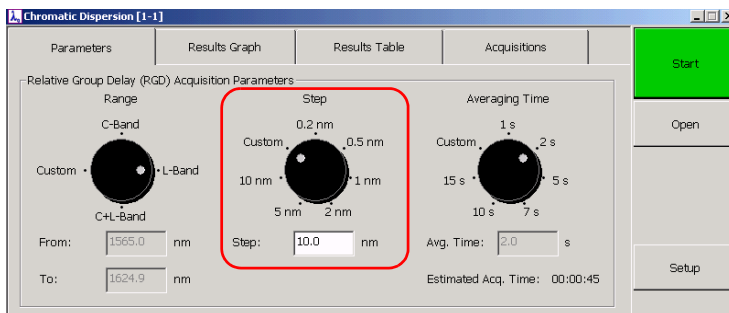 Chromatic Dispersion [1-1]
Parameters
Results Graph
Results Table
Acquisitions
Start
Open
Setup
Relative Group Delay (RGD) Acquisition Parameters
Range
C-Band
Custom
L-Band
C+L-Band
From: 1565.0 nm
To: 1624.9 nm
Step
0.2 nm
Custom
0.5 nm
10 nm
1 nm
5 nm
2 nm
Step: 10.0 nm
Averaging Time
1 s
Custom
2 s
15 s
5 s
10 s
7 s
Avg. Time: 2.0 s
Estimated Acq. Time: 00:00:45